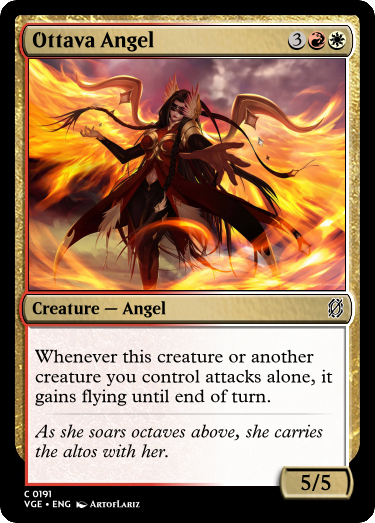 Ottava Angel 3
Creature — Angel
Whenever this creature or another
creature you control attacks alone, it
gains flying until end of turn.
As she soars octaves above, she carries
the altos with her.
5/5
C 0191
VGE • ENG ArtofLariz